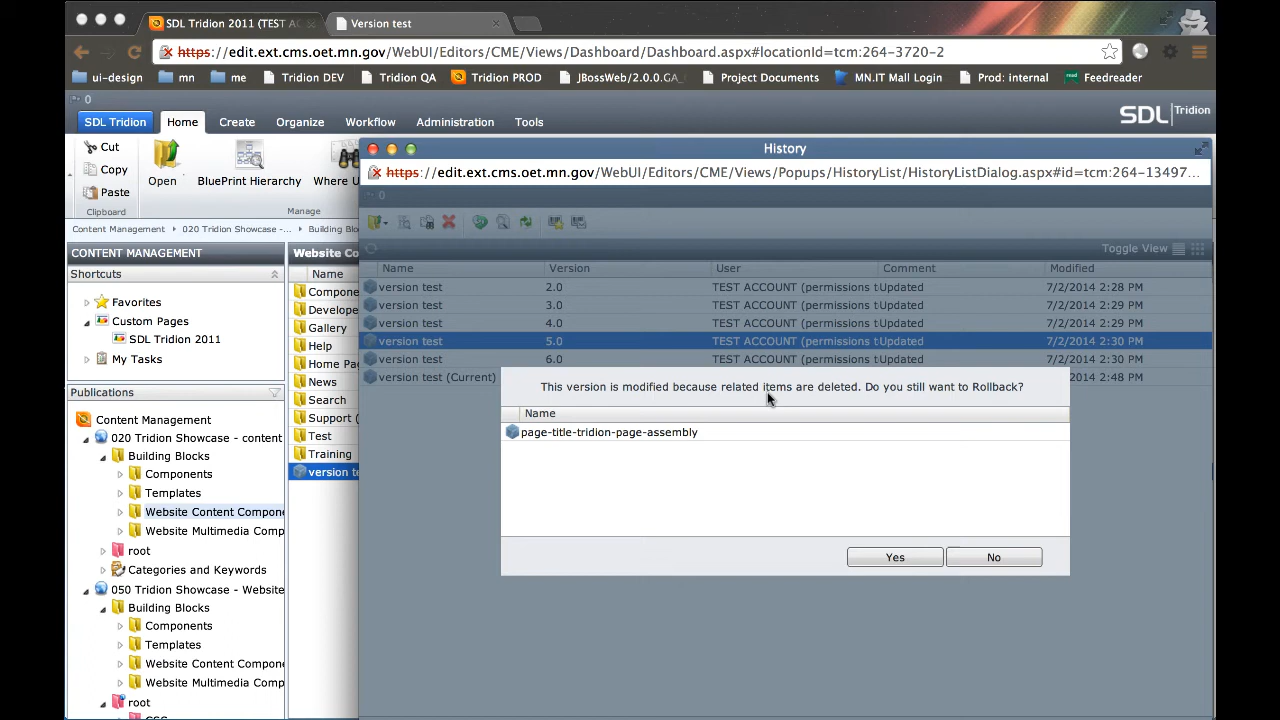 SDL Tridion 2011 (TEST AC
Version test
https://edit.ext.cms.oet.mn.gov/WebUI/Editors/CME/Views/Dashboard/Dashboard.aspx#locationId=tcm:264-3720-2
ui-design mn me Tridion DEV Tridion QA Tridion PROD JBossWeb/2.0.0.GA_ Project Documents MN.IT Mail Login Prod: internal Feedreader
0
SDL Tridion Home Create Organize Workflow Administration Tools
SDL Tridion
Cut
Copy
Paste
Clipboard
Open
BluePrint Hierarchy
Where U
Manage
History
https://edit.ext.cms.oet.mn.gov/WebUI/Editors/CME/Views/Popups/HistoryList/HistoryListDialog.aspx#id=tcm:264-13497...
0
Toggle View
Name Version User Comment Modified
version test 2.0 TEST ACCOUNT (permissions t Updated 7/2/2014 2:28 PM
version test 3.0 TEST ACCOUNT (permissions t Updated 7/2/2014 2:29 PM
version test 4.0 TEST ACCOUNT (permissions t Updated 7/2/2014 2:29 PM
version test 5.0 TEST ACCOUNT (permissions t Updated 7/2/2014 2:30 PM
version test 6.0 TEST ACCOUNT (permissions t Updated 7/2/2014 2:30 PM
version test (Current) 2014 2:48 PM
This version is modified because related items are deleted. Do you still want to Rollback?
Name
page-title-tridion-page-assembly
Yes No
Content Management 020 Tridion Showcase -... Building Blo
CONTENT MANAGEMENT
Shortcuts
Favorites
Custom Pages
SDL Tridion 2011
My Tasks
Publications
Content Management
020 Tridion Showcase - content
Building Blocks
Components
Templates
Website Content Compone
Website Multimedia Comp
root
Categories and Keywords
050 Tridion Showcase - Website
Building Blocks
Components
Templates
Website Content Compone
Website Multimedia Comp
root
Website Co
Name
Compone
Develope
Gallery
Help
Home Pag
News
Search
Support (
Test
Training
version te